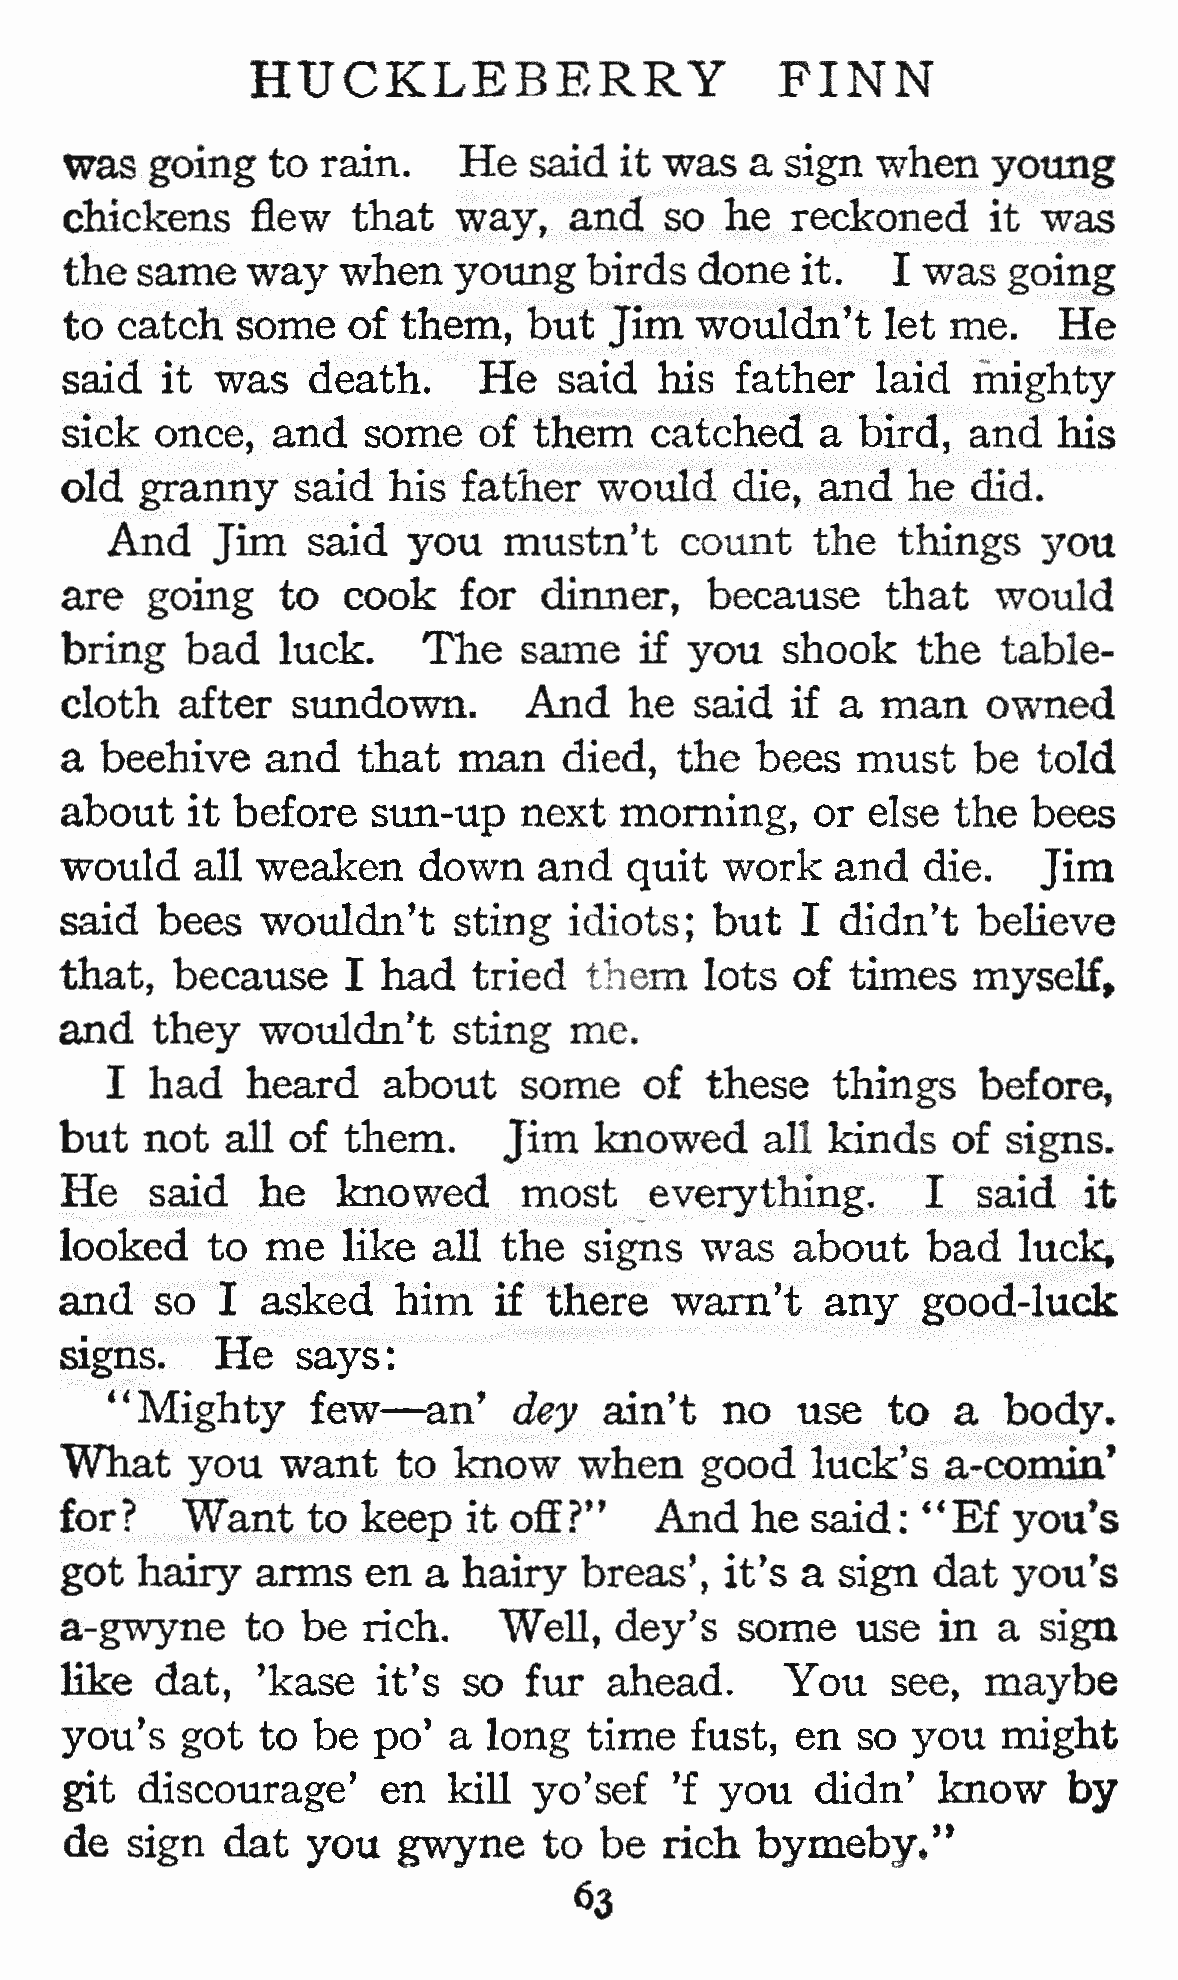 HUCKLEBERRY FINN
was going to rain. He said it was a sign when young
chickens flew that way, and so he reckoned it was
the same way when young birds done it. I was going
to catch some of them, but Jim wouldn't let me. He
said it was death. He said his father laid mighty
sick once, and some of them catched a bird, and his
old granny said his father would die, and he did.
And Jim said you mustn't count the things you
are going to cook for dinner, because that would
bring bad luck. The same if you shook the table-
cloth after sundown. And he said if a man owned
a beehive and that man died, the bees must be told
about it before sun-up next morning, or else the bees
would all weaken down and quit work and die. Jim
said bees wouldn't sting idiots; but I didn't believe
that, because I had tried them lots of times myself,
and they wouldn't sting me.
I had heard about some of these things before,
but not all of them. Jim knowed all kinds of signs.
He said he knowed most everything. I said it
looked to me like all the signs was about bad luck,
and so I asked him if there warn't any good-luck
signs. He says:
"Mighty few—an' dey ain't no use to a body.
What you want to know when good luck's a-comin'
for? Want to keep it off?" And he said: "Ef you's
got hairy arms en a hairy breas', it's a sign dat you's
a-gwyne to be rich. Well, dey's some use in a sign
like dat, 'kase it's so fur ahead. You see, maybe
you's got to be po' a long time fust, en so you might
git discourage' en kill yo'sef 'f you didn' know by
de sign dat you gwyne to be rich bymeby."
63